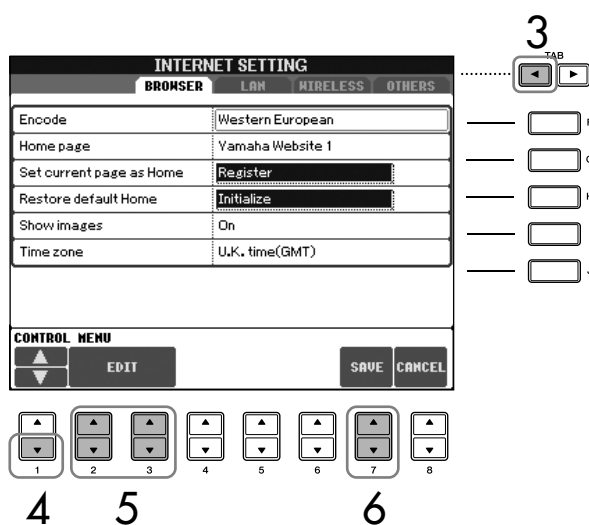 3
TAB
INTERNET SETTING
BROWSER LAN WIRELESS OTHERS
Encode Western European
Home page Yamaha Website 1
Set current page as Home Register
Restore default Home Initialize
Show images On
Time zone U.K. time(GMT)
CONTROL MENU
EDIT SAVE CANCEL
1 2 3 4 5 6 7 8
4 5 6